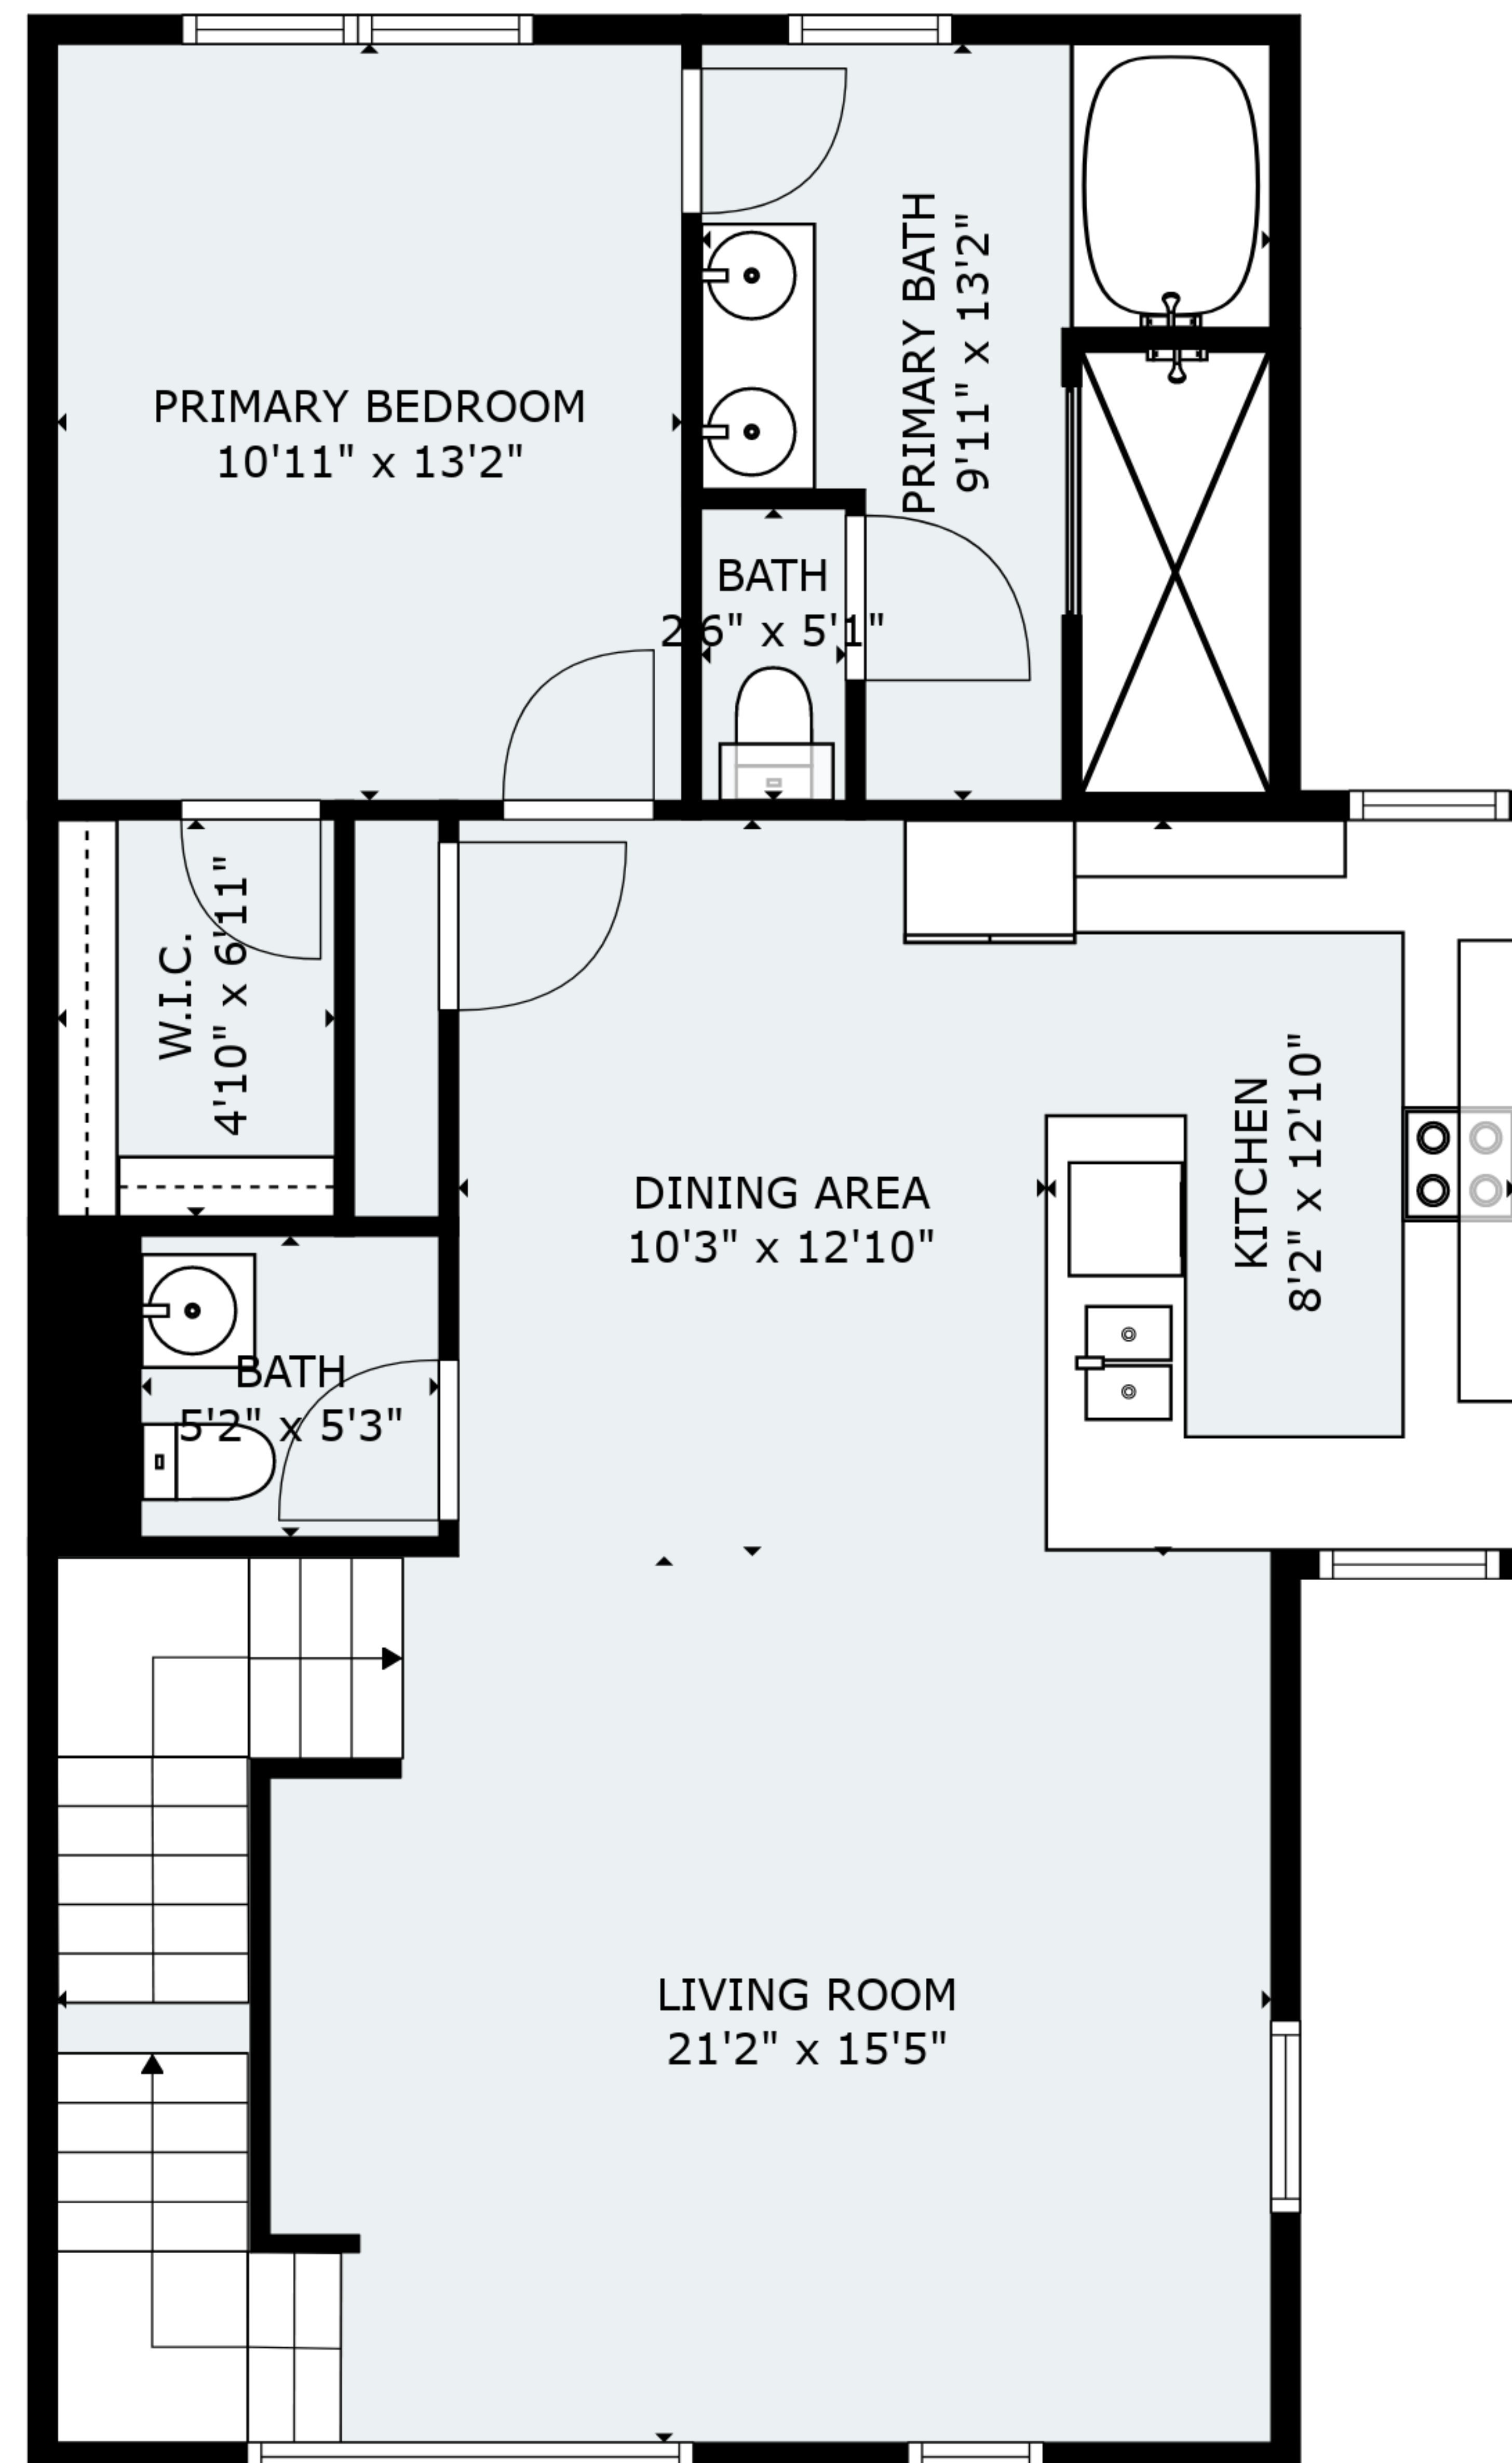 PRIMARY BEDROOM
10'11" x 13'2"
PRIMARY BATH
9'11" x 13'2"
BATH
2'6" x 5'1"
W.I.C.
4'10" x 6'11"
DINING AREA
10'3" x 12'10"
KITCHEN
8'2" x 12'10"
BATH
5'2" x 5'3"
LIVING ROOM
21'2" x 15'5"